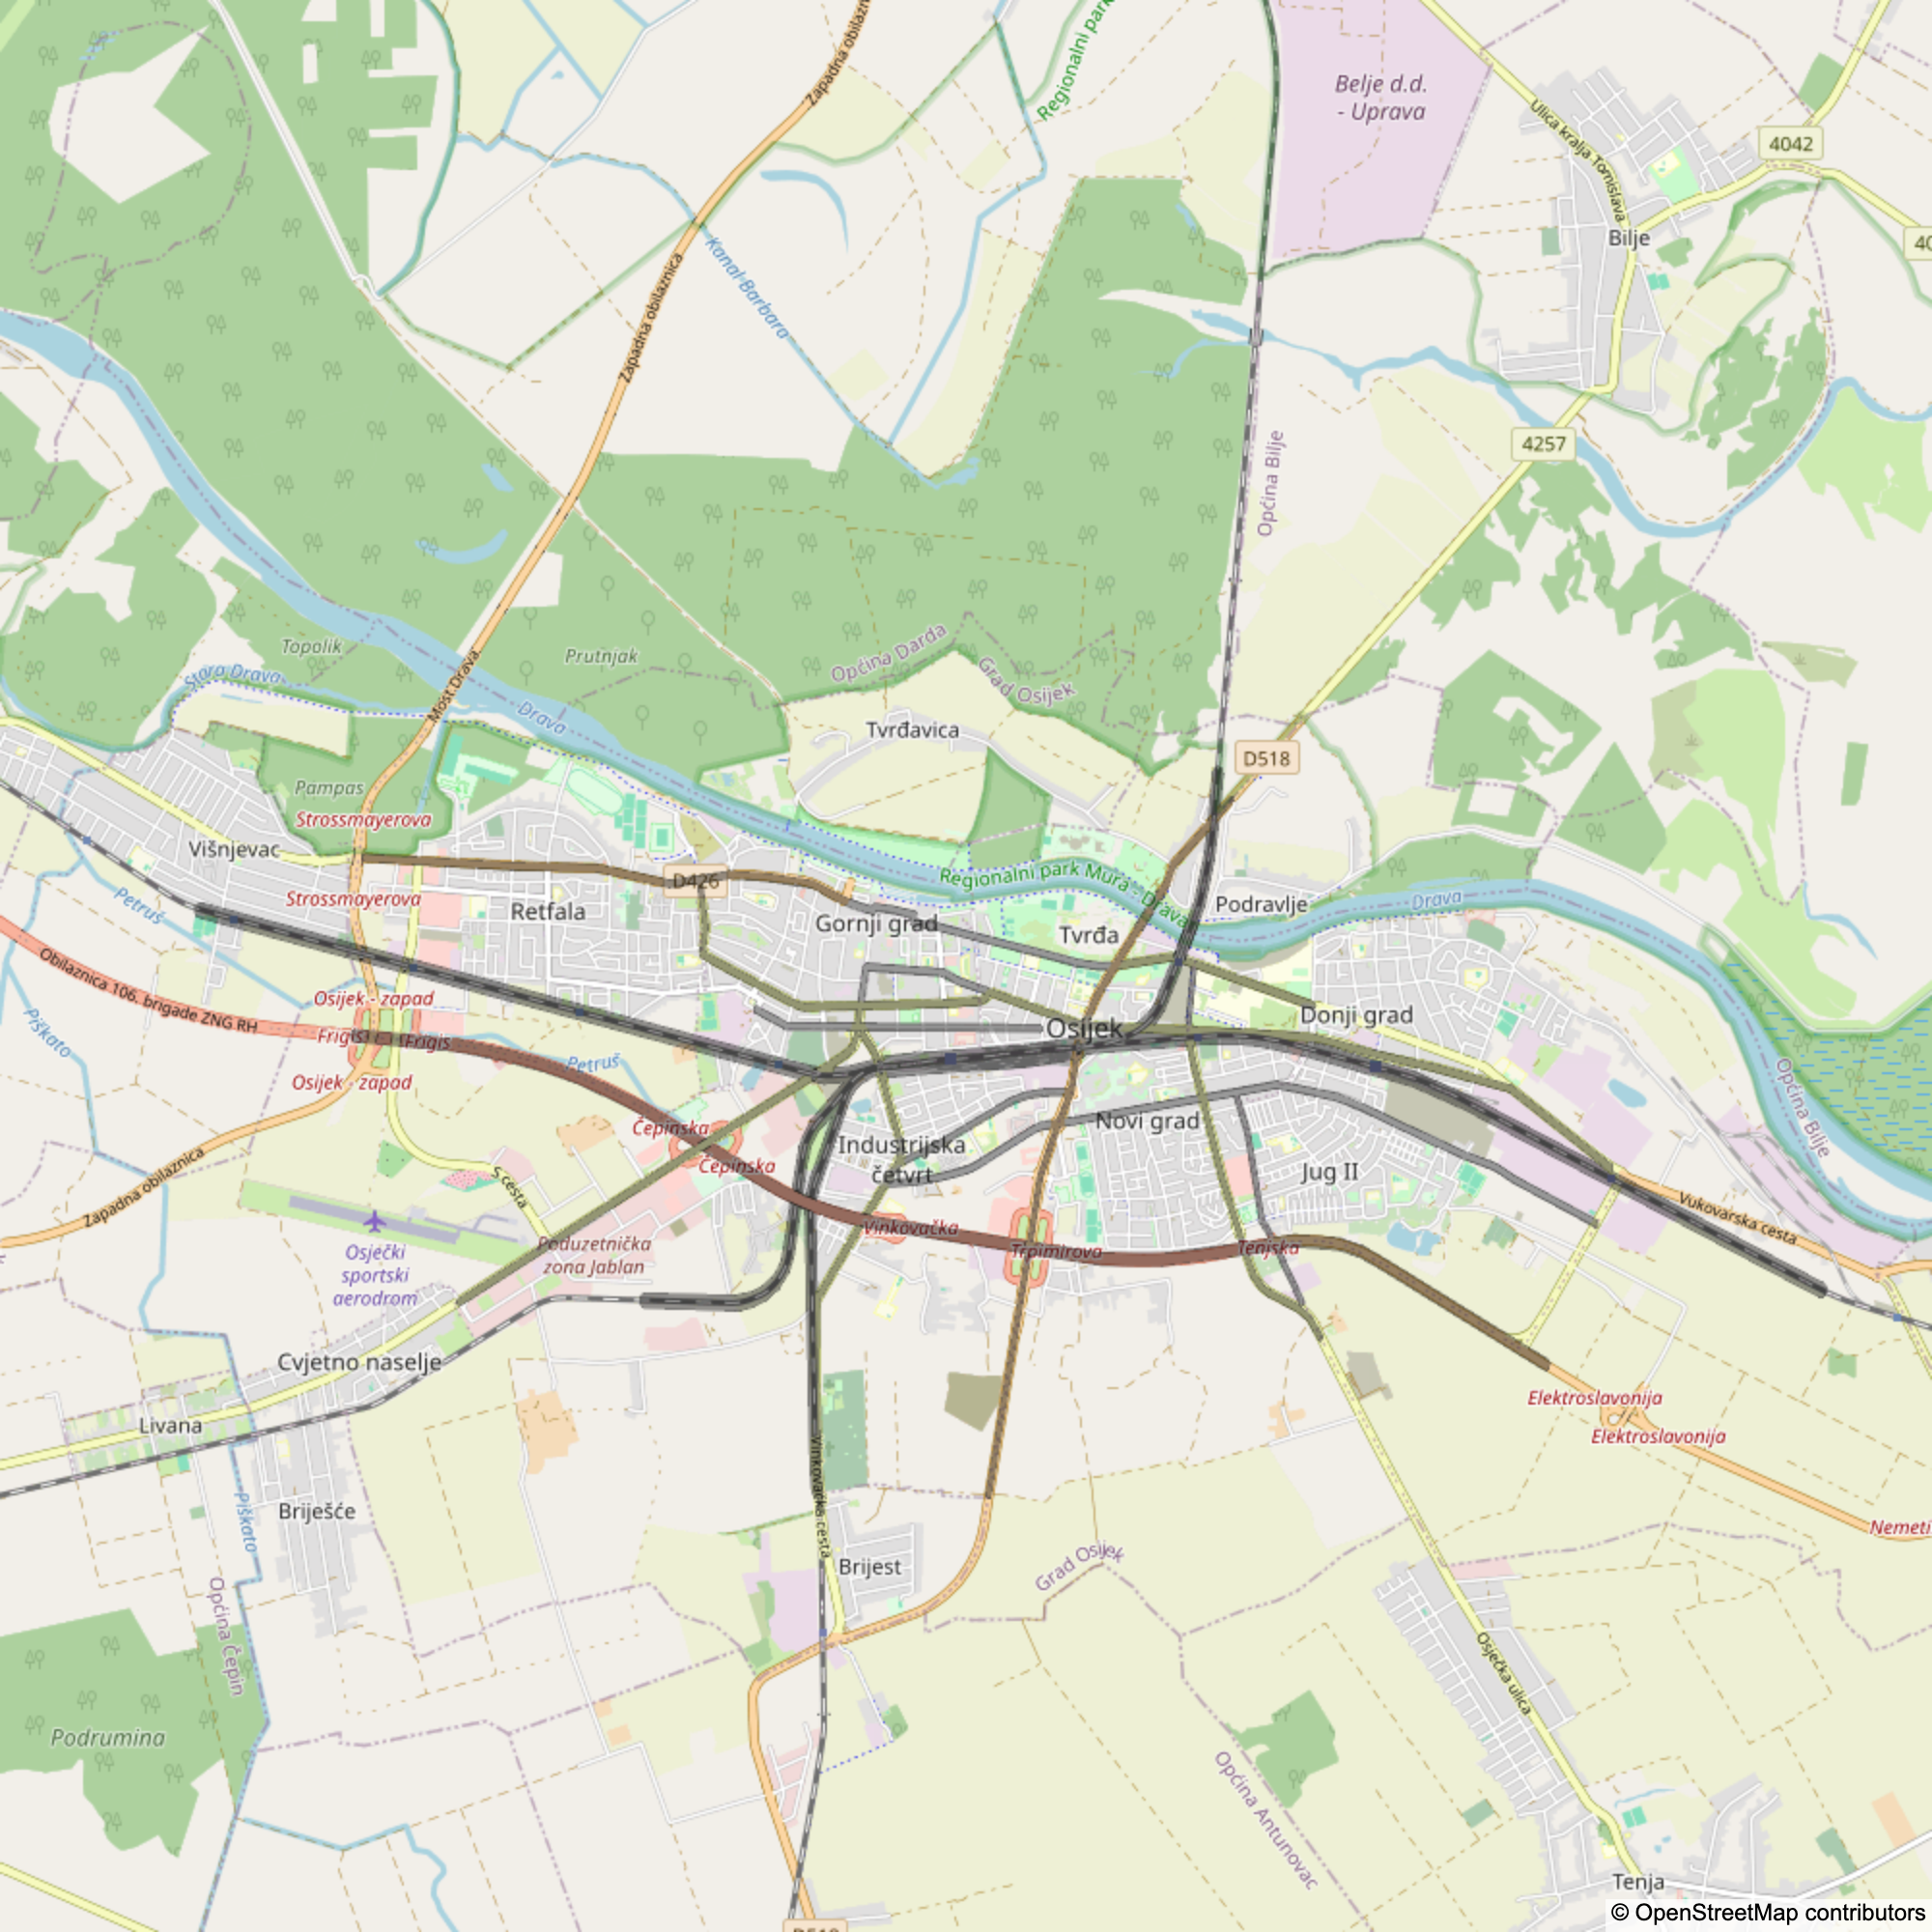 Zapadna obilazn
Regionalni park
Belje d.d.
- Uprava
Ulica kralja Tomislava
4042
Bilje
Kanal Barbara
Zapadna obilaznica
4257
Općina Bilje
Topolik
Prutnjak
Stara Drava
Most Drava
Drava
Općina Darda
Grad Osijek
Tvrđavica
D518
Pampas
Strossmayerova
Višnjevac
D426
Regionalni park Mura - Drava
Petruš
Strossmayerova
Retfala
Gornji grad
Tvrđa
Podravlje
Drava
Obilaznica 106. brigade ZNG RH
Osijek - zapad
Piškato
Frigis
Frigis
Osijek
Donji grad
Petruš
Osijek - zapad
Općina Bilje
Čepinska
Čepinska
Novi grad
Industrijska
četvrt
Jug II
Zapadna obilaznica
S cesta
Vukovarska cesta
Vinkovačka
Trpimirova
Tenjska
Poduzetnička
zona Jablan
Osječki
sportski
aerodrom
Cvjetno naselje
Elektroslavonija
Elektroslavonija
Livana
Vinkovačka cesta
Briješće
Piškato
Nemeti
Brijest
Grad Osijek
Općina Čepin
Osječka ulica
Podrumina
Općina Antunovac
Tenja
© OpenStreetMap contributors